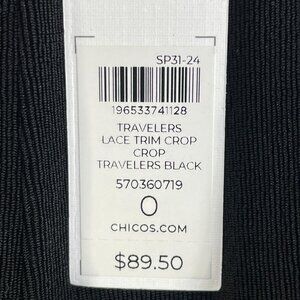 SP31-24
196533741128
TRAVELERS
LACE TRIM CROP
CROP
TRAVELERS BLACK
570360719
0
CHICOS.COM
$89.50